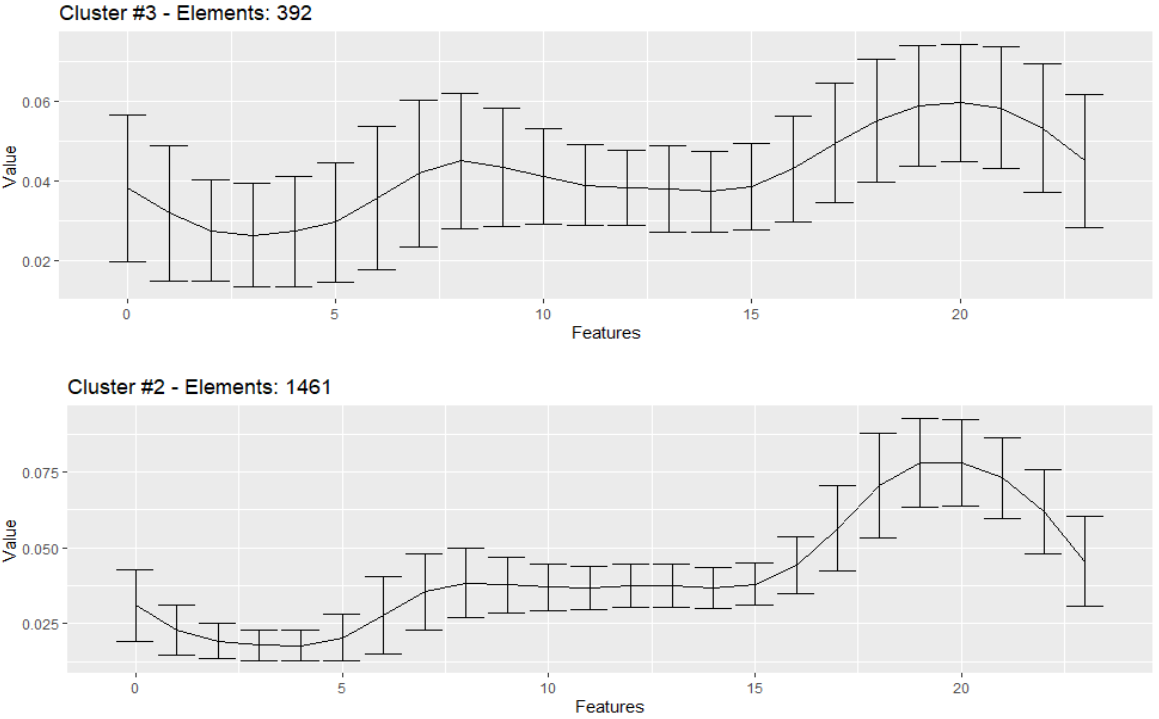 Cluster #3 - Elements: 392
Value
0.06
0.04
0.02
0 5 10 15 20
Features
Cluster #2 - Elements: 1461
Value
0.075
0.050
0.025
0 5 10 15 20
Features